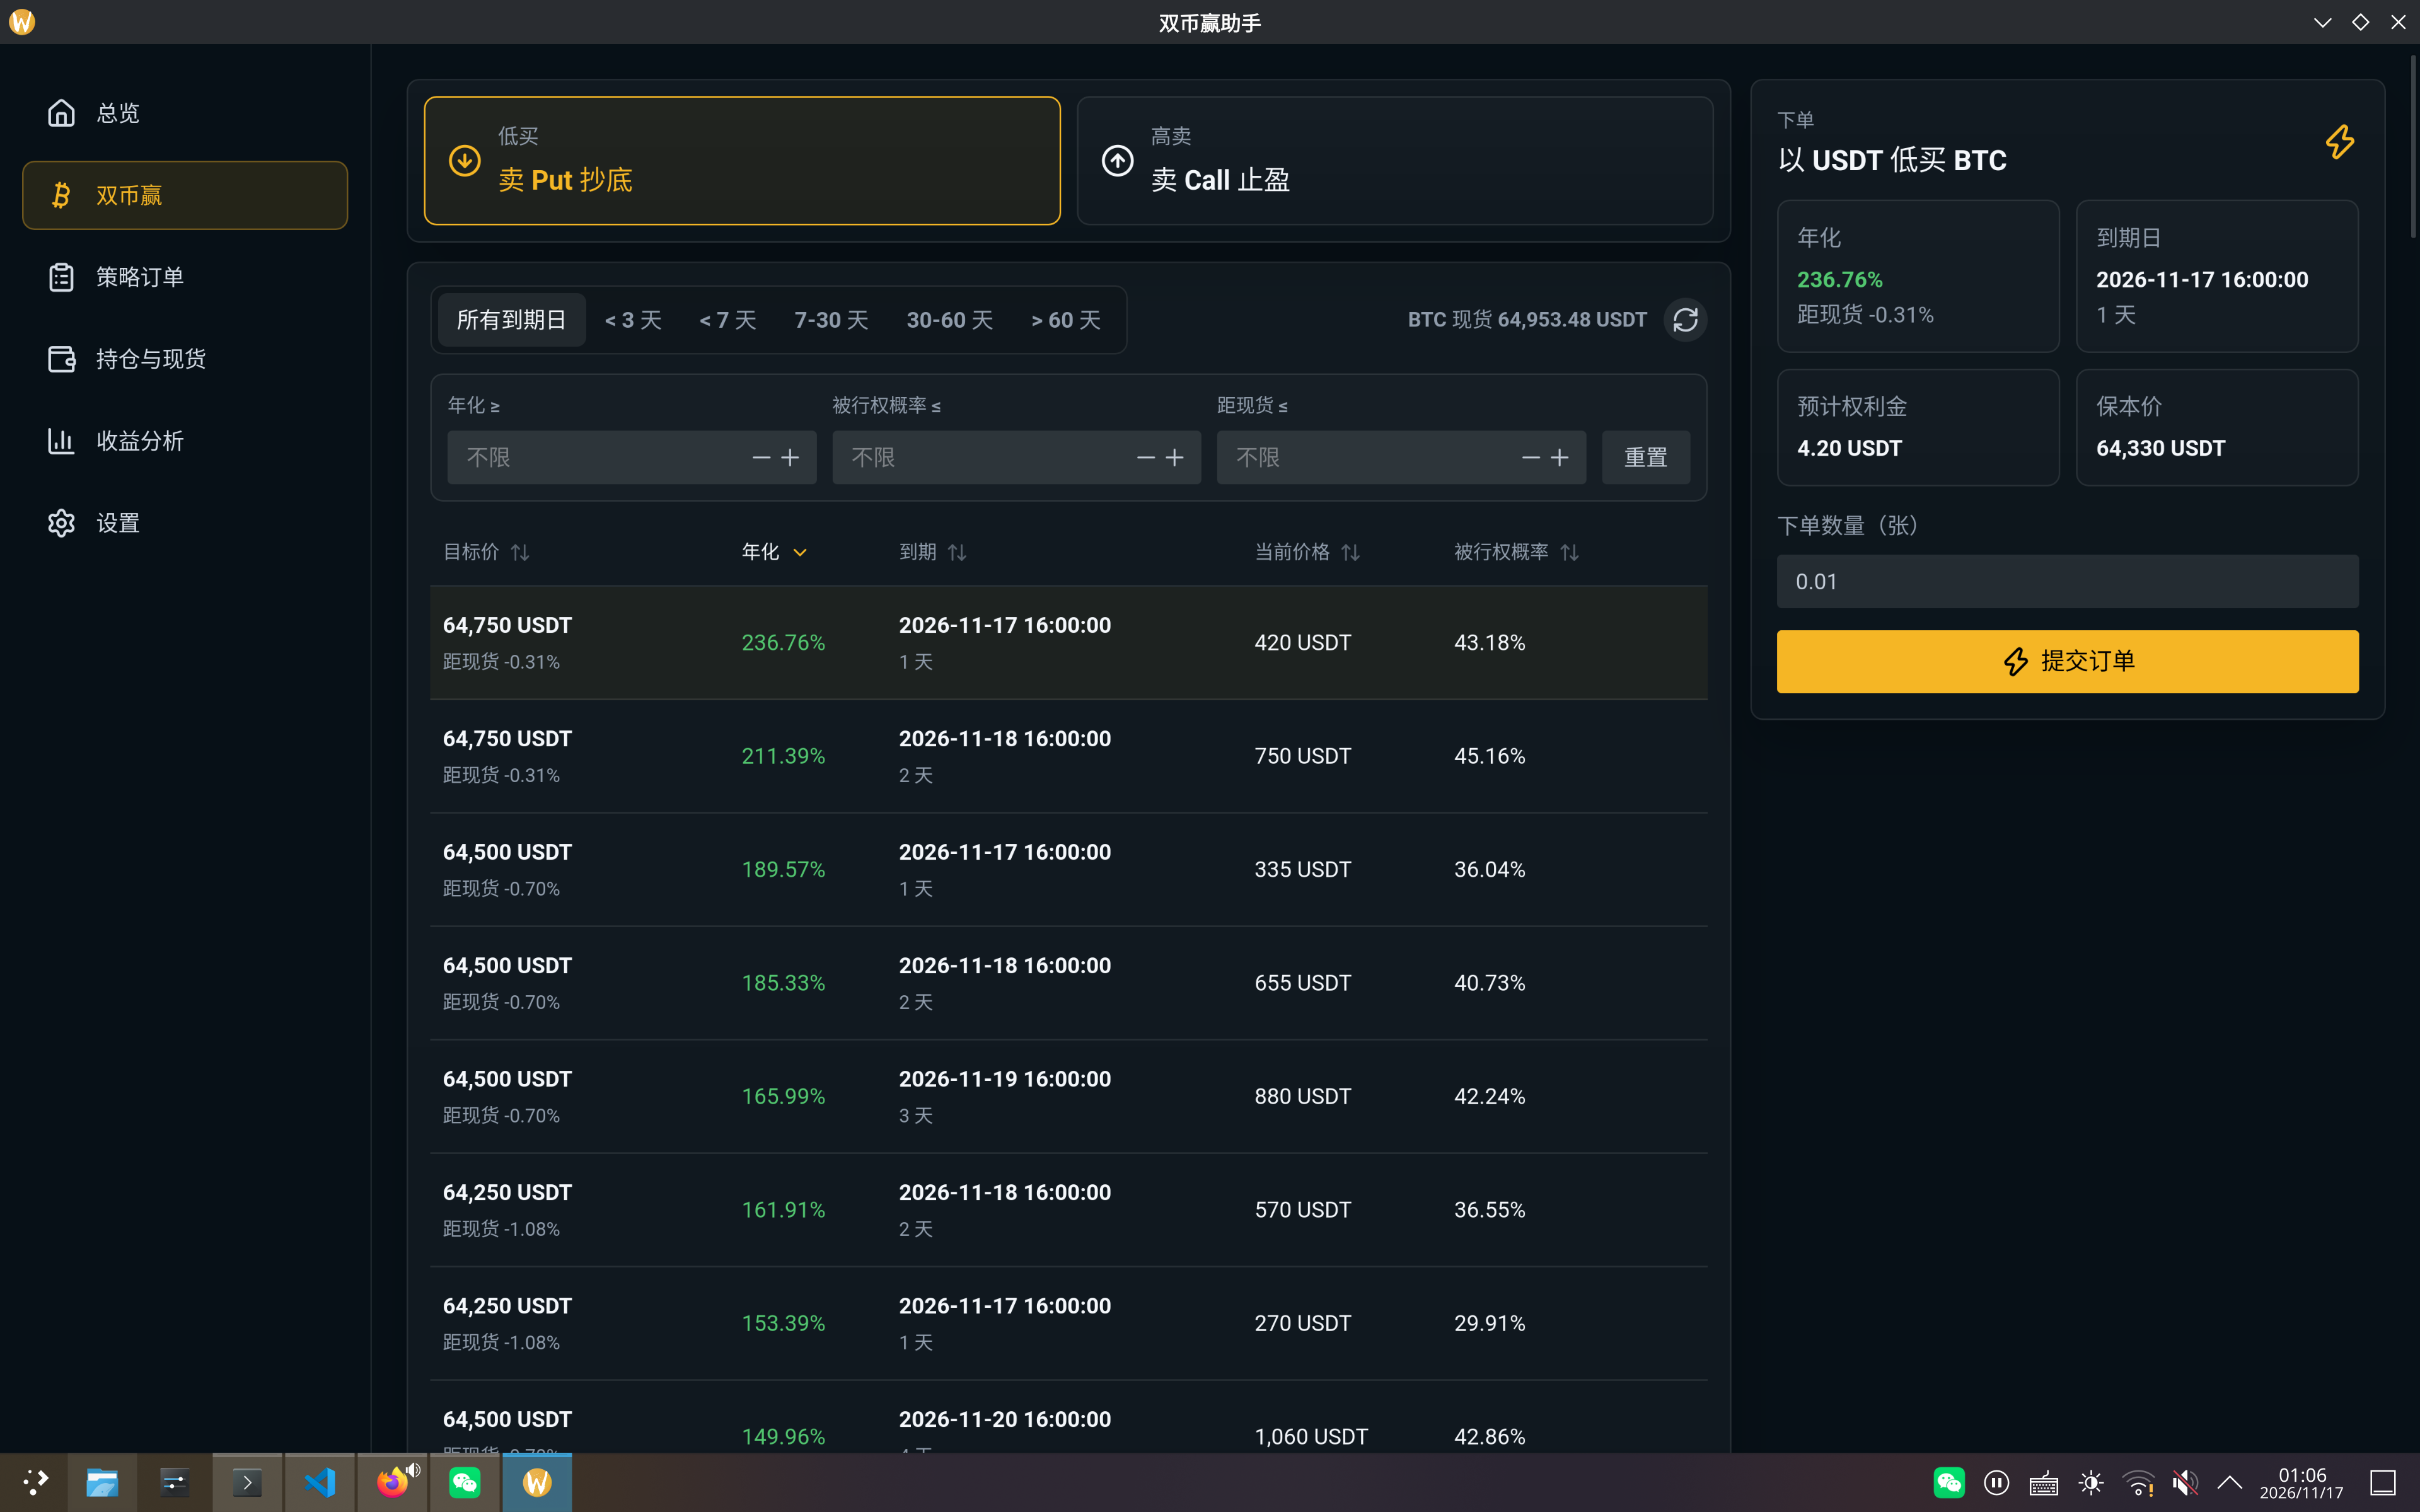 双币赢助手
总览
双币赢
策略订单
持仓与现货
收益分析
设置
低买
卖 Put 抄底
高卖
卖 Call 止盈
所有到期日 < 3 天 < 7 天 7-30 天 30-60 天 > 60 天
BTC 现货 64,953.48 USDT
年化 ≥ 被行权概率 ≤ 距现货 ≤
不限 不限 不限 重置
目标价 年化 到期 当前价格 被行权概率
64,750 USDT 236.76% 2026-11-17 16:00:00 420 USDT 43.18%
距现货 -0.31% 1 天
64,750 USDT 211.39% 2026-11-18 16:00:00 750 USDT 45.16%
距现货 -0.31% 2 天
64,500 USDT 189.57% 2026-11-17 16:00:00 335 USDT 36.04%
距现货 -0.70% 1 天
64,500 USDT 185.33% 2026-11-18 16:00:00 655 USDT 40.73%
距现货 -0.70% 2 天
64,500 USDT 165.99% 2026-11-19 16:00:00 880 USDT 42.24%
距现货 -0.70% 3 天
64,250 USDT 161.91% 2026-11-18 16:00:00 570 USDT 36.55%
距现货 -1.08% 2 天
64,250 USDT 153.39% 2026-11-17 16:00:00 270 USDT 29.91%
距现货 -1.08% 1 天
64,500 USDT 149.96% 2026-11-20 16:00:00 1,060 USDT 42.86%
下单
以 USDT 低买 BTC
年化
236.76%
距现货 -0.31%
到期日
2026-11-17 16:00:00
1 天
预计权利金
4.20 USDT
保本价
64,330 USDT
下单数量（张）
0.01
提交订单
01:06
2026/11/17